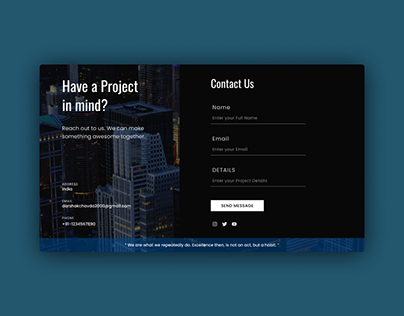 Have a Project
in mind?
Reach out to us. We can make
something awesome together.
ADDRESS
India
EMAIL
darshakchavda2000@gmail.com
PHONE
+91-1234567890
Contact Us
Name
Enter your Full Name
Email
Enter your Email
DETAILS
Enter your Project Details
SEND MESSAGE
" We are what we repeatedly do. Excellence then, is not an act, but a habit. "